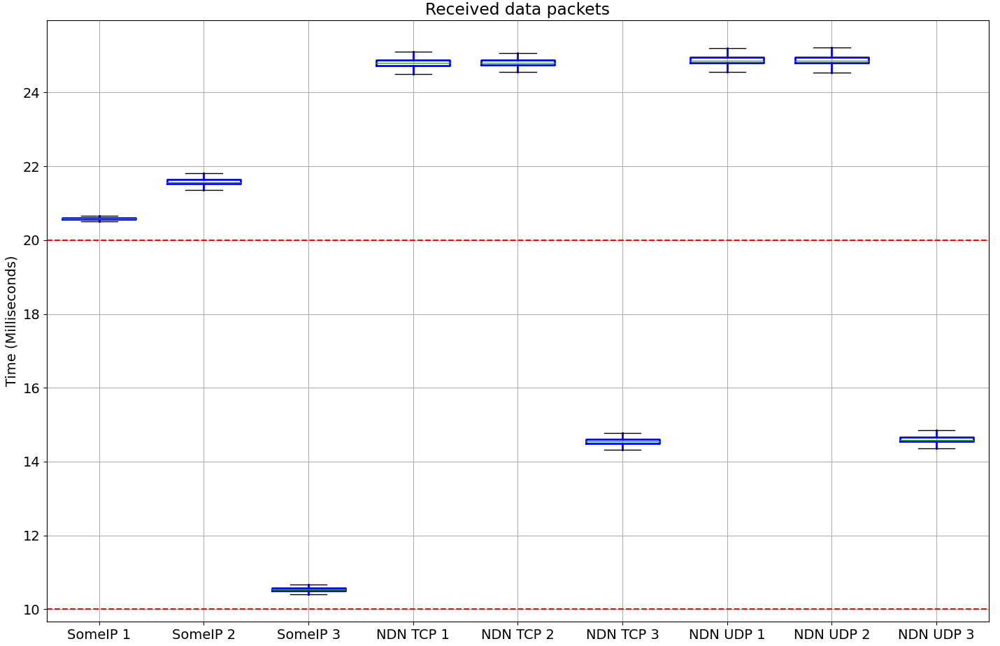 Received data packets
Time (Milliseconds)
24
22
20
18
16
14
12
10
SomeIP 1
SomeIP 2
SomeIP 3
NDN TCP 1
NDN TCP 2
NDN TCP 3
NDN UDP 1
NDN UDP 2
NDN UDP 3